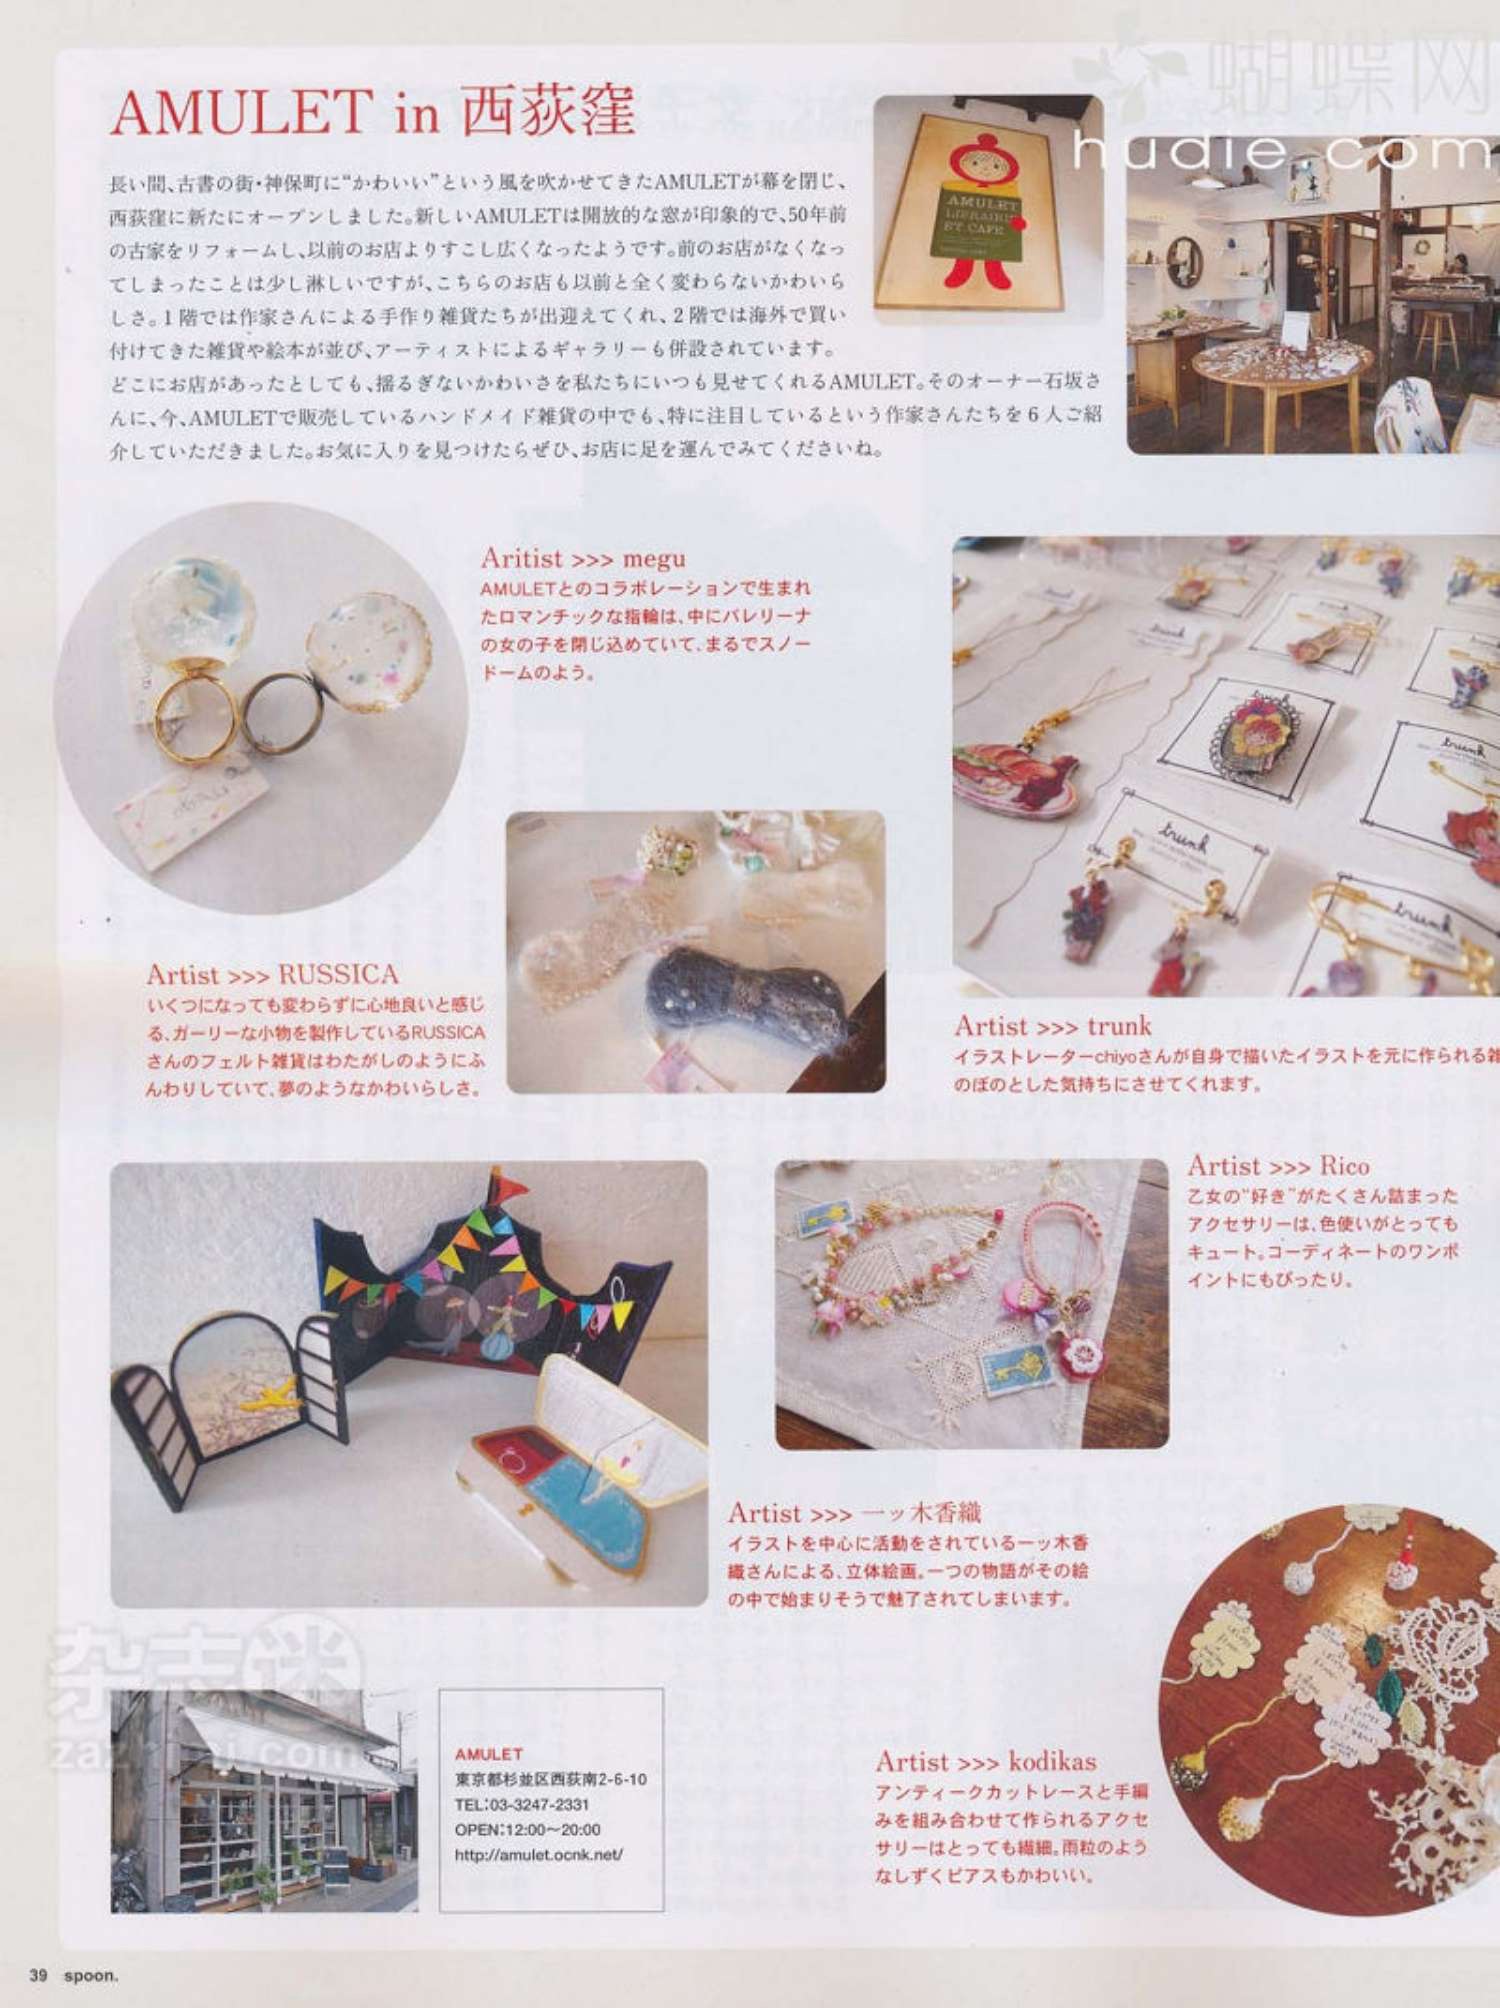 蝴蝶网
hudie.com
AMULET in 西荻窪
長い間、古書の街・神保町に“かわいい”という風を吹かせてきたAMULETが幕を閉じ、
西荻窪に新たにオープンしました。新しいAMULETは開放的な窓が印象的で、50年前
の古家をリフォームし、以前のお店よりすこし広くなったようです。前のお店がなくなっ
てしまったことは少し淋しいですが、こちらのお店も以前と全く変わらないかわいら
しさ。1階では作家さんによる手作り雑貨たちが出迎えてくれ、2階では海外で買い
付けてきた雑貨や絵本が並び、アーティストによるギャラリーも併設されています。
どこにお店があったとしても、揺るぎないかわいさを私たちにいつも見せてくれるAMULET。そのオーナー石坂さ
んに、今、AMULETで販売しているハンドメイド雑貨の中でも、特に注目しているという作家さんたちを6人ご紹
介していただきました。お気に入りを見つけたらぜひ、お店に足を運んでみてくださいね。
AMULET
LIBRAIRIE
ET CAFE
Aritist >>> megu
AMULETとのコラボレーションで生まれ
たロマンチックな指輪は、中にバレリーナ
の女の子を閉じ込めていて、まるでスノー
ドームのよう。
trunk
trunk
trunk
trunk
Artist >>> RUSSICA
いくつになっても変わらずに心地良いと感じ
る、ガーリーな小物を製作しているRUSSICA
さんのフェルト雑貨はわたがしのようにふ
んわりしていて、夢のようなかわいらしさ。
Artist >>> trunk
イラストレーターchiyoさんが自身で描いたイラストを元に作られる雑
のぼのとした気持ちにさせてくれます。
Artist >>> Rico
乙女の“好き”がたくさん詰まった
アクセサリーは、色使いがとっても
キュート。コーディネートのワンポ
イントにもぴったり。
Artist >>> 一ッ木香織
イラストを中心に活動をされている一ッ木香
織さんによる、立体絵画。一つの物語がその絵
の中で始まりそうで魅了されてしまいます。
杂志迷
AMULET
東京都杉並区西荻南2-6-10
TEL:03-3247-2331
OPEN:12:00〜20:00
http://amulet.ocnk.net/
Artist >>> kodikas
アンティークカットレースと手編
みを組み合わせて作られるアクセ
サリーはとっても繊細。雨粒のよう
なしずくピアスもかわいい。
39 spoon.